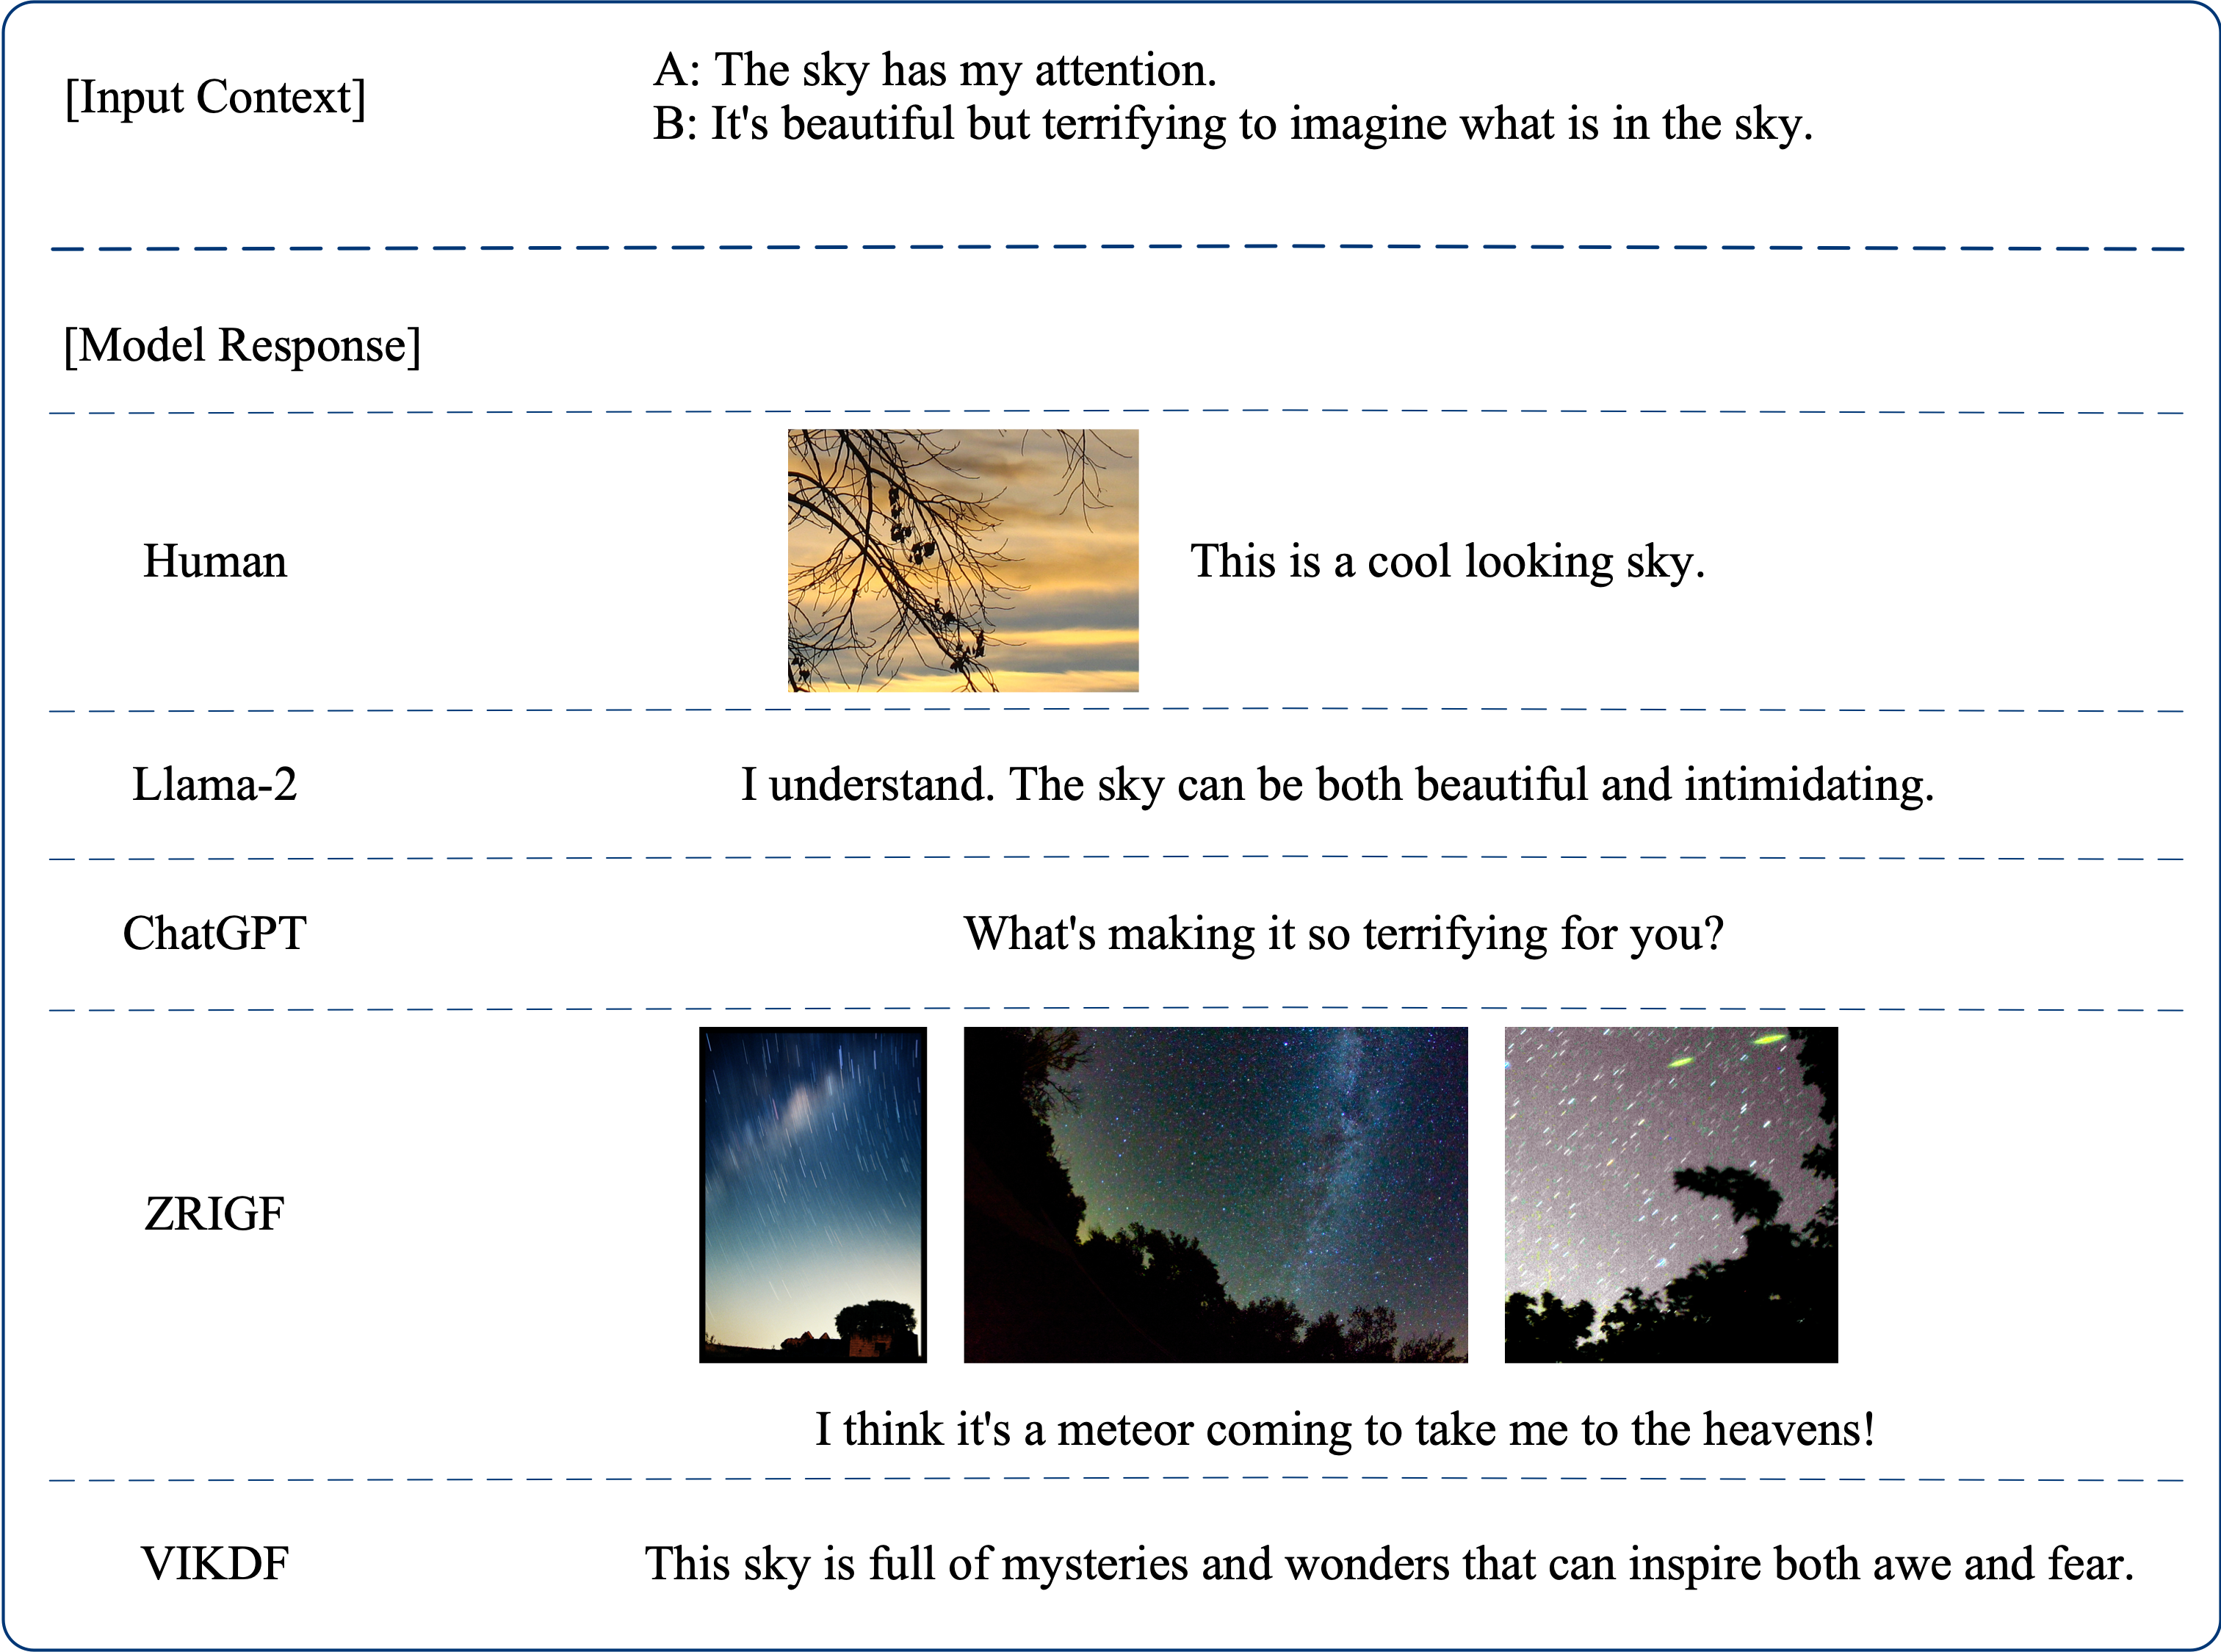 [Input Context]
A: The sky has my attention.
B: It's beautiful but terrifying to imagine what is in the sky.
[Model Response]
Human
This is a cool looking sky.
Llama-2
I understand. The sky can be both beautiful and intimidating.
ChatGPT
What's making it so terrifying for you?
ZRIGF
I think it's a meteor coming to take me to the heavens!
VIKDF
This sky is full of mysteries and wonders that can inspire both awe and fear.